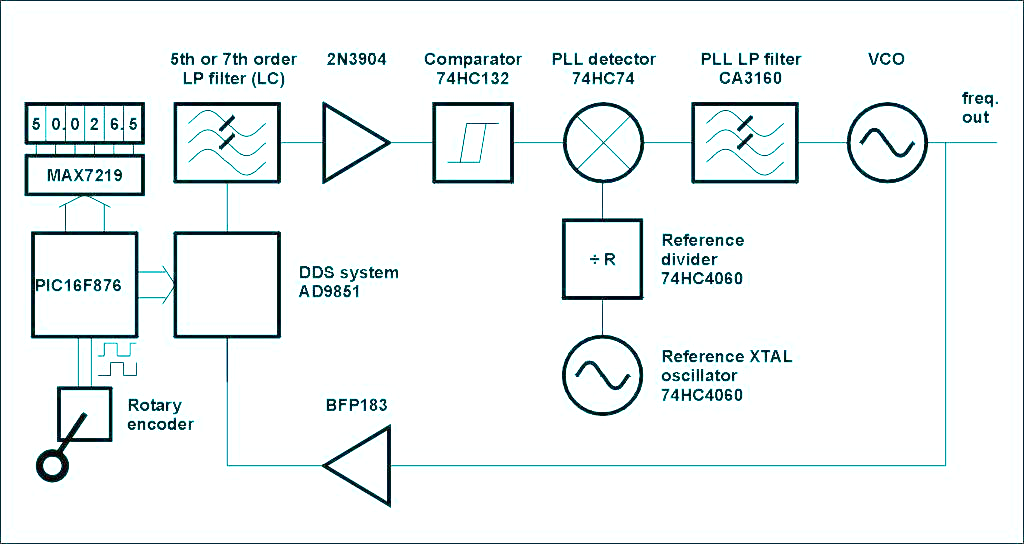 5th or 7th order
LP filter (LC)
2N3904
Comparator
74HC132
PLL detector
74HC74
PLL LP filter
CA3160
VCO
freq.
out
5 0.0 2 6.5
MAX7219
PIC16F876
DDS system
AD9851
÷ R
Reference
divider
74HC4060
Reference XTAL
oscillator
74HC4060
Rotary
encoder
BFP183